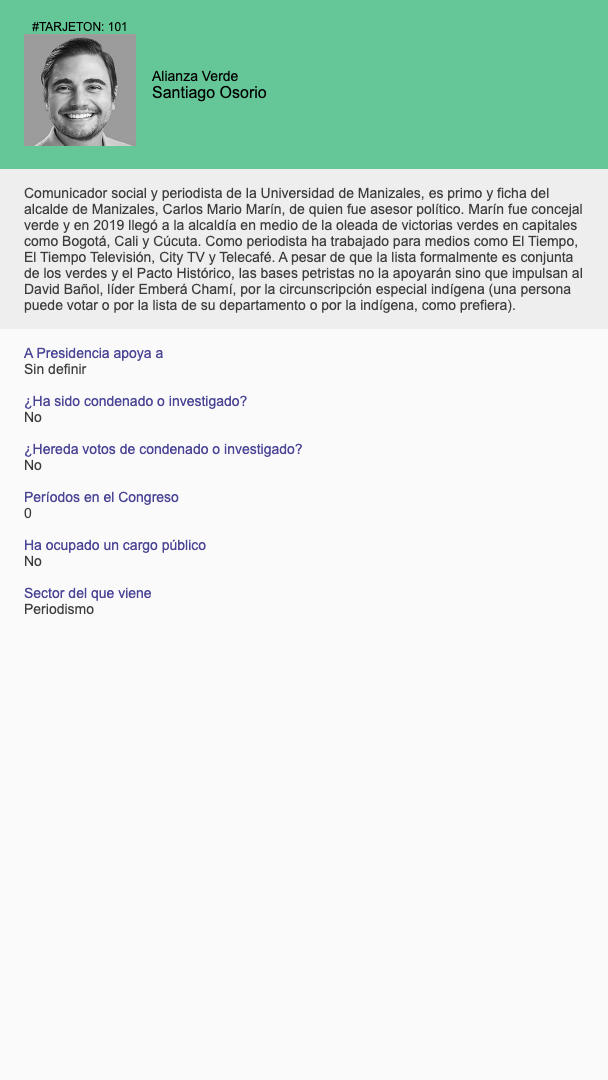 #TARJETON: 101
Alianza Verde
Santiago Osorio
Comunicador social y periodista de la Universidad de Manizales, es primo y ficha del
alcalde de Manizales, Carlos Mario Marín, de quien fue asesor político. Marín fue concejal
verde y en 2019 llegó a la alcaldía en medio de la oleada de victorias verdes en capitales
como Bogotá, Cali y Cúcuta. Como periodista ha trabajado para medios como El Tiempo,
El Tiempo Televisión, City TV y Telecafé. A pesar de que la lista formalmente es conjunta
de los verdes y el Pacto Histórico, las bases petristas no la apoyarán sino que impulsan al
David Bañol, líder Emberá Chamí, por la circunscripción especial indígena (una persona
puede votar o por la lista de su departamento o por la indígena, como prefiera).
A Presidencia apoya a
Sin definir
¿Ha sido condenado o investigado?
No
¿Hereda votos de condenado o investigado?
No
Períodos en el Congreso
0
Ha ocupado un cargo público
No
Sector del que viene
Periodismo